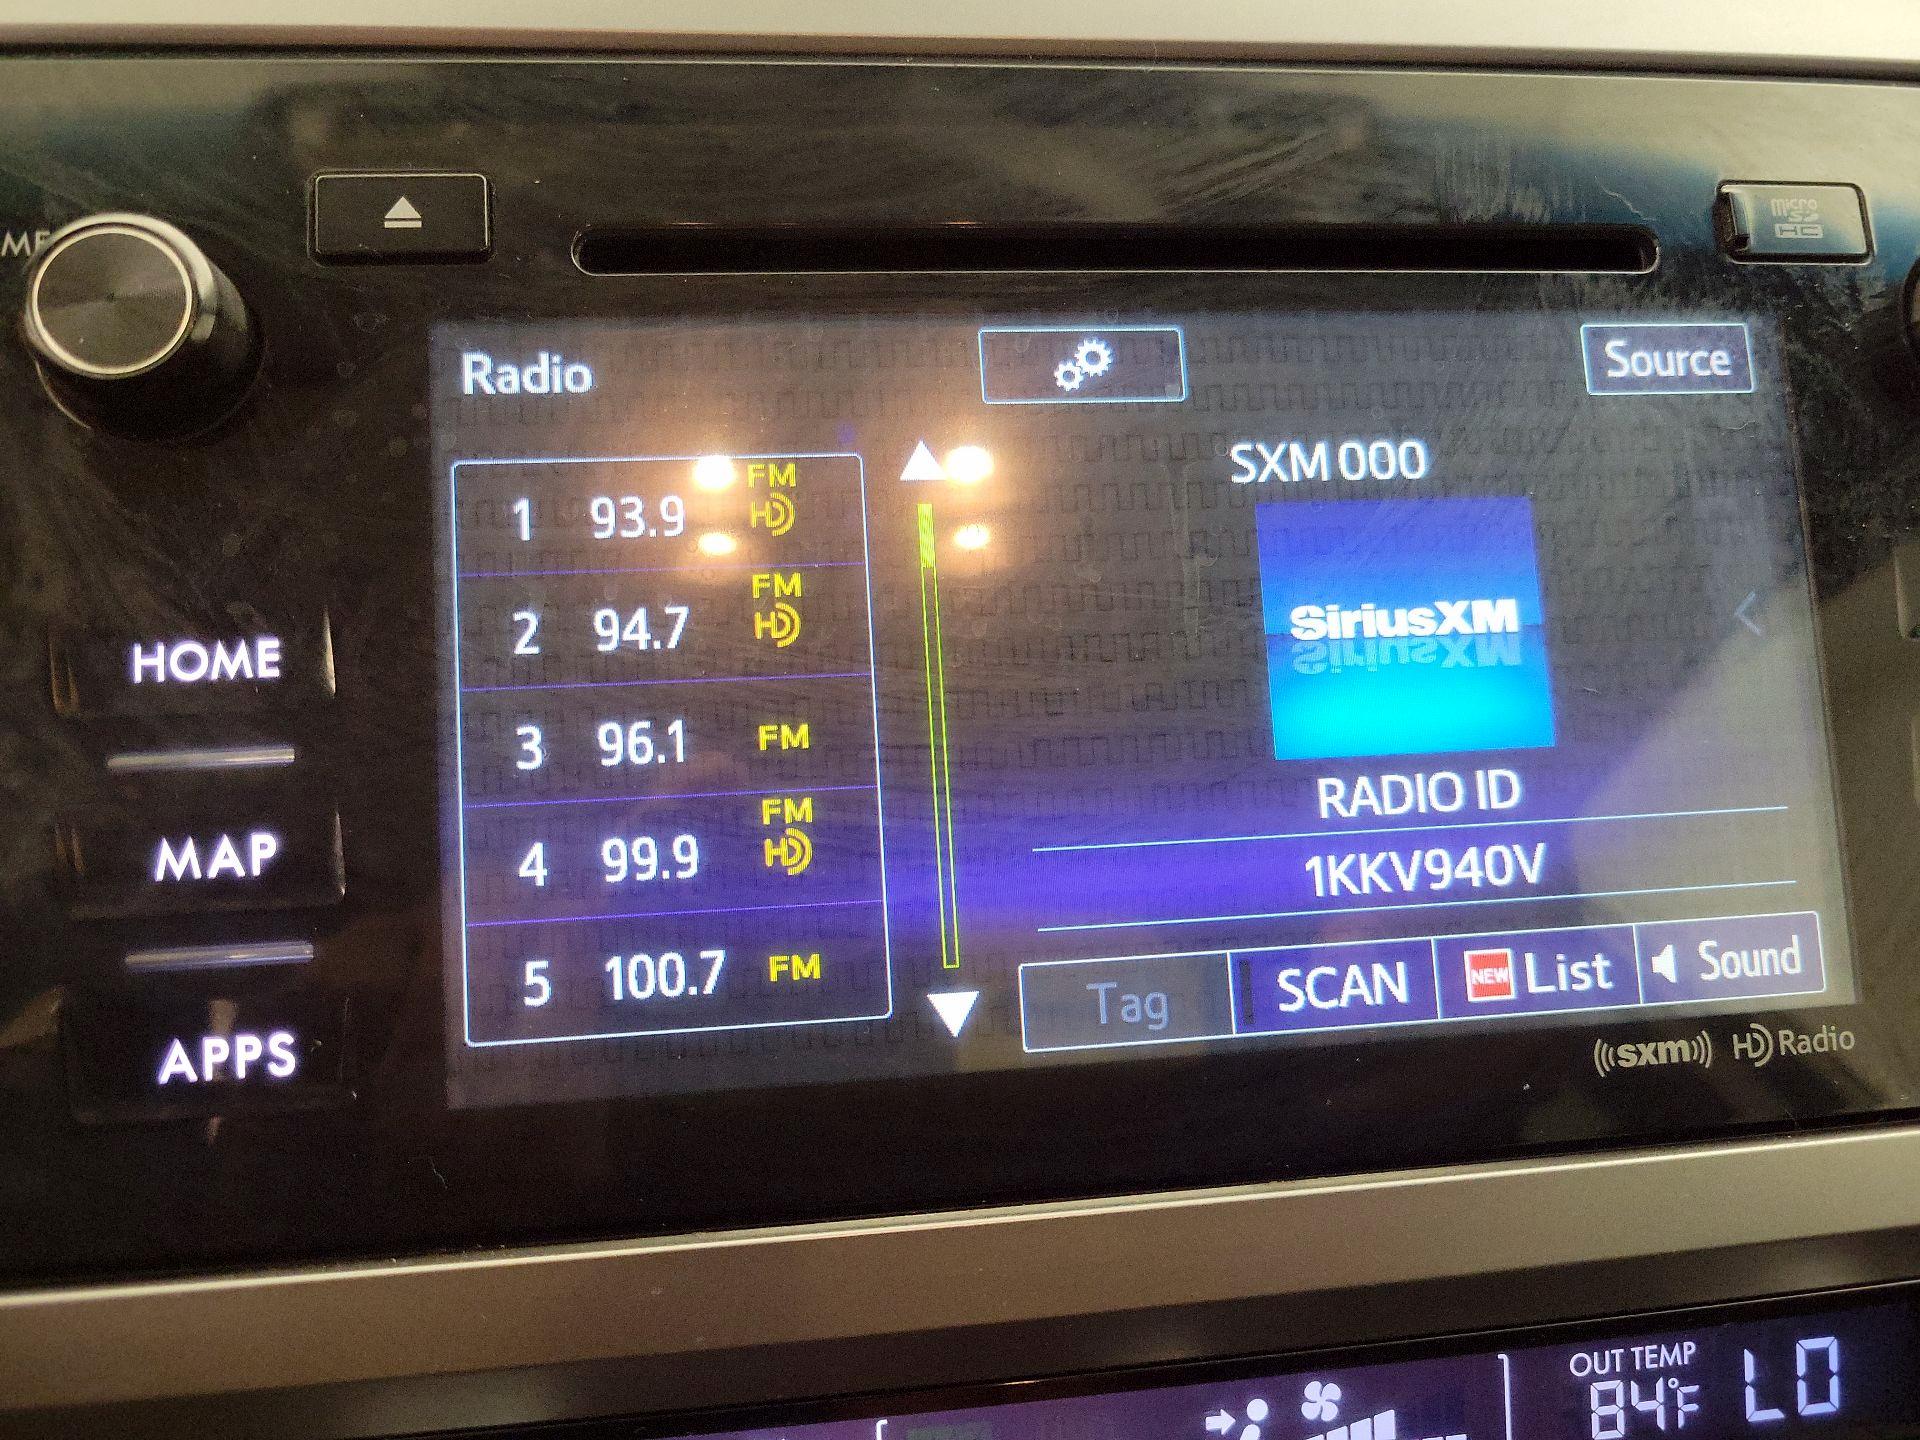 micro
SD
HC
Radio
Source
SXM 000
1 93.9 FM HD
2 94.7 FM HD
3 96.1 FM
4 99.9 FM HD
5 100.7 FM
SiriusXM
RADIO ID
1KKV940V
Tag
SCAN
NEW List
Sound
HOME
MAP
APPS
((sxm)) HD Radio
OUT TEMP
84°F
LO